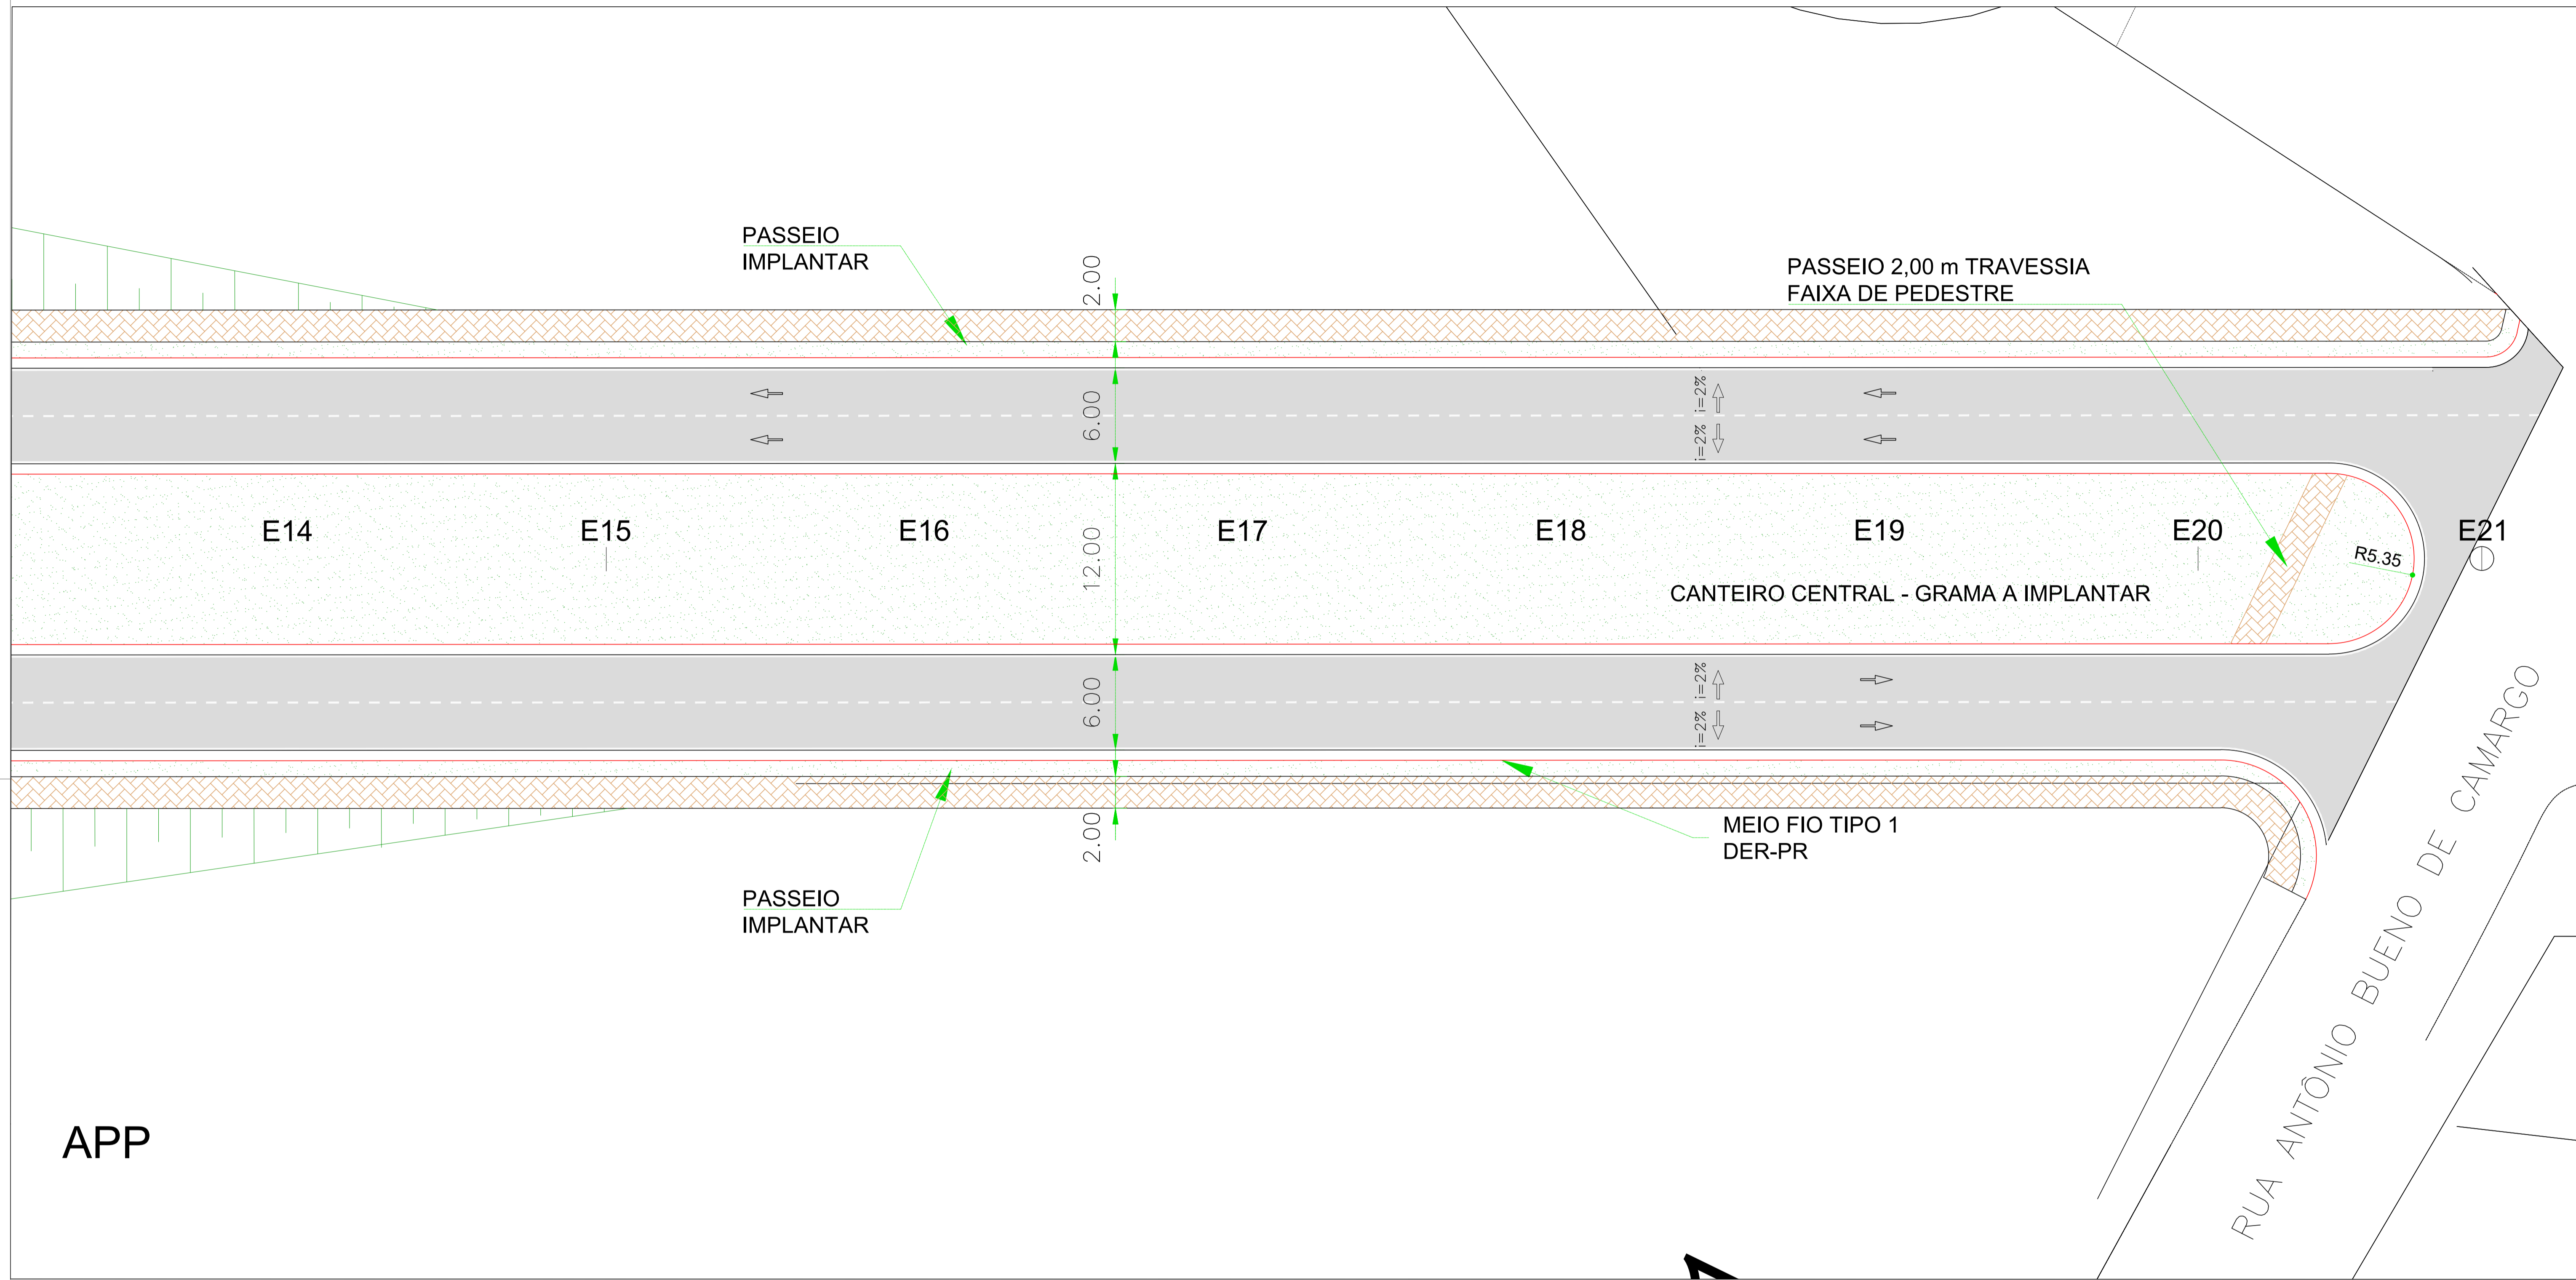 PASSEIO
IMPLANTAR
2.00
PASSEIO 2,00 m TRAVESSIA
FAIXA DE PEDESTRE
6.00
i=2%
i=2%
E14
E15
E16
E17
E18
E19
E20
E21
12.00
R5.35
CANTEIRO CENTRAL - GRAMA A IMPLANTAR
6.00
i=2%
i=2%
2.00
MEIO FIO TIPO 1
DER-PR
PASSEIO
IMPLANTAR
RUA ANTÔNIO BUENO DE CAMARGO
APP